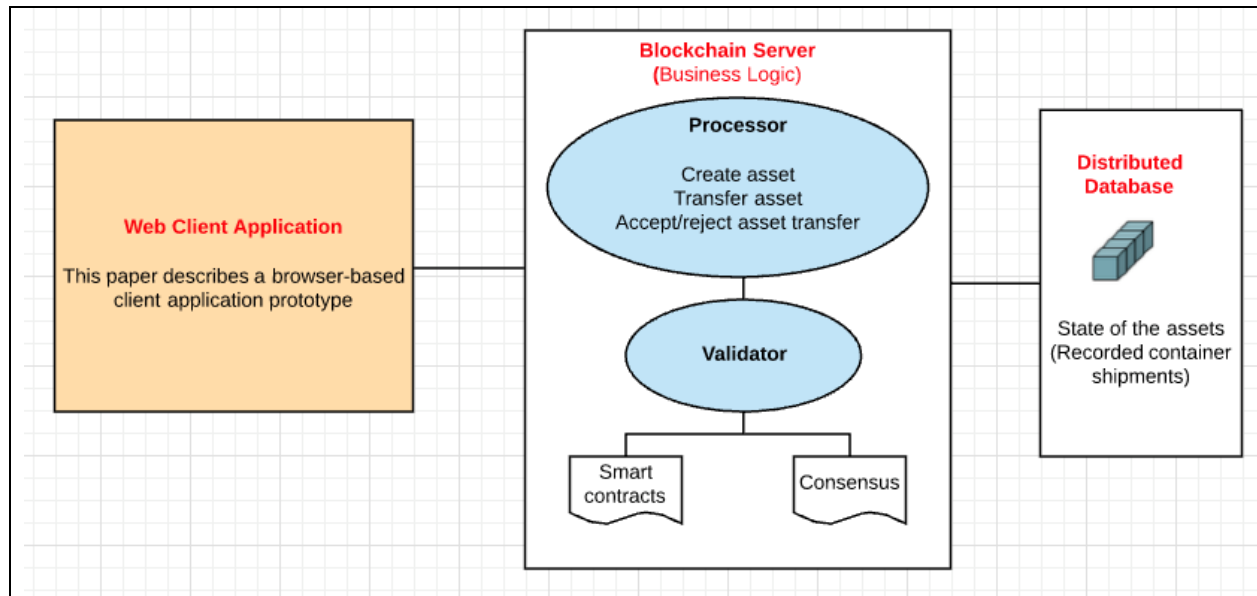 Web Client Application
This paper describes a browser-based
client application prototype
Blockchain Server
(Business Logic)
Processor
Create asset
Transfer asset
Accept/reject asset transfer
Validator
Smart
contracts
Consensus
Distributed
Database
State of the assets
(Recorded container
shipments)